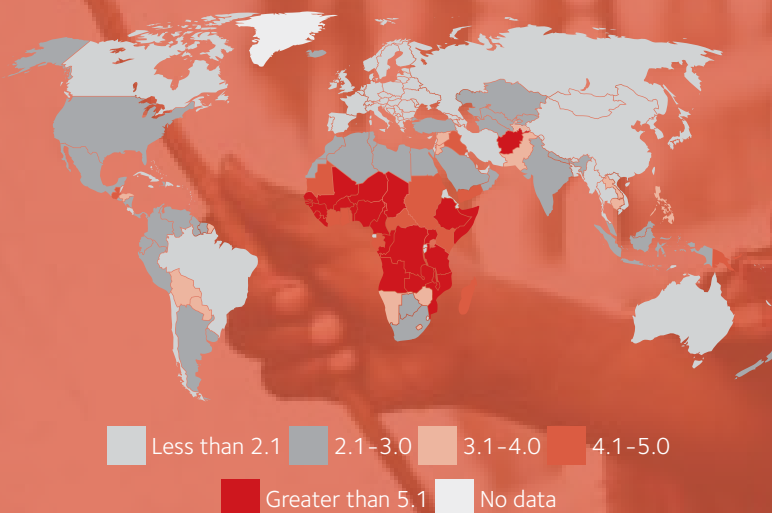 Less than 2.1 2.1–3.0 3.1–4.0 4.1–5.0
Greater than 5.1 No data